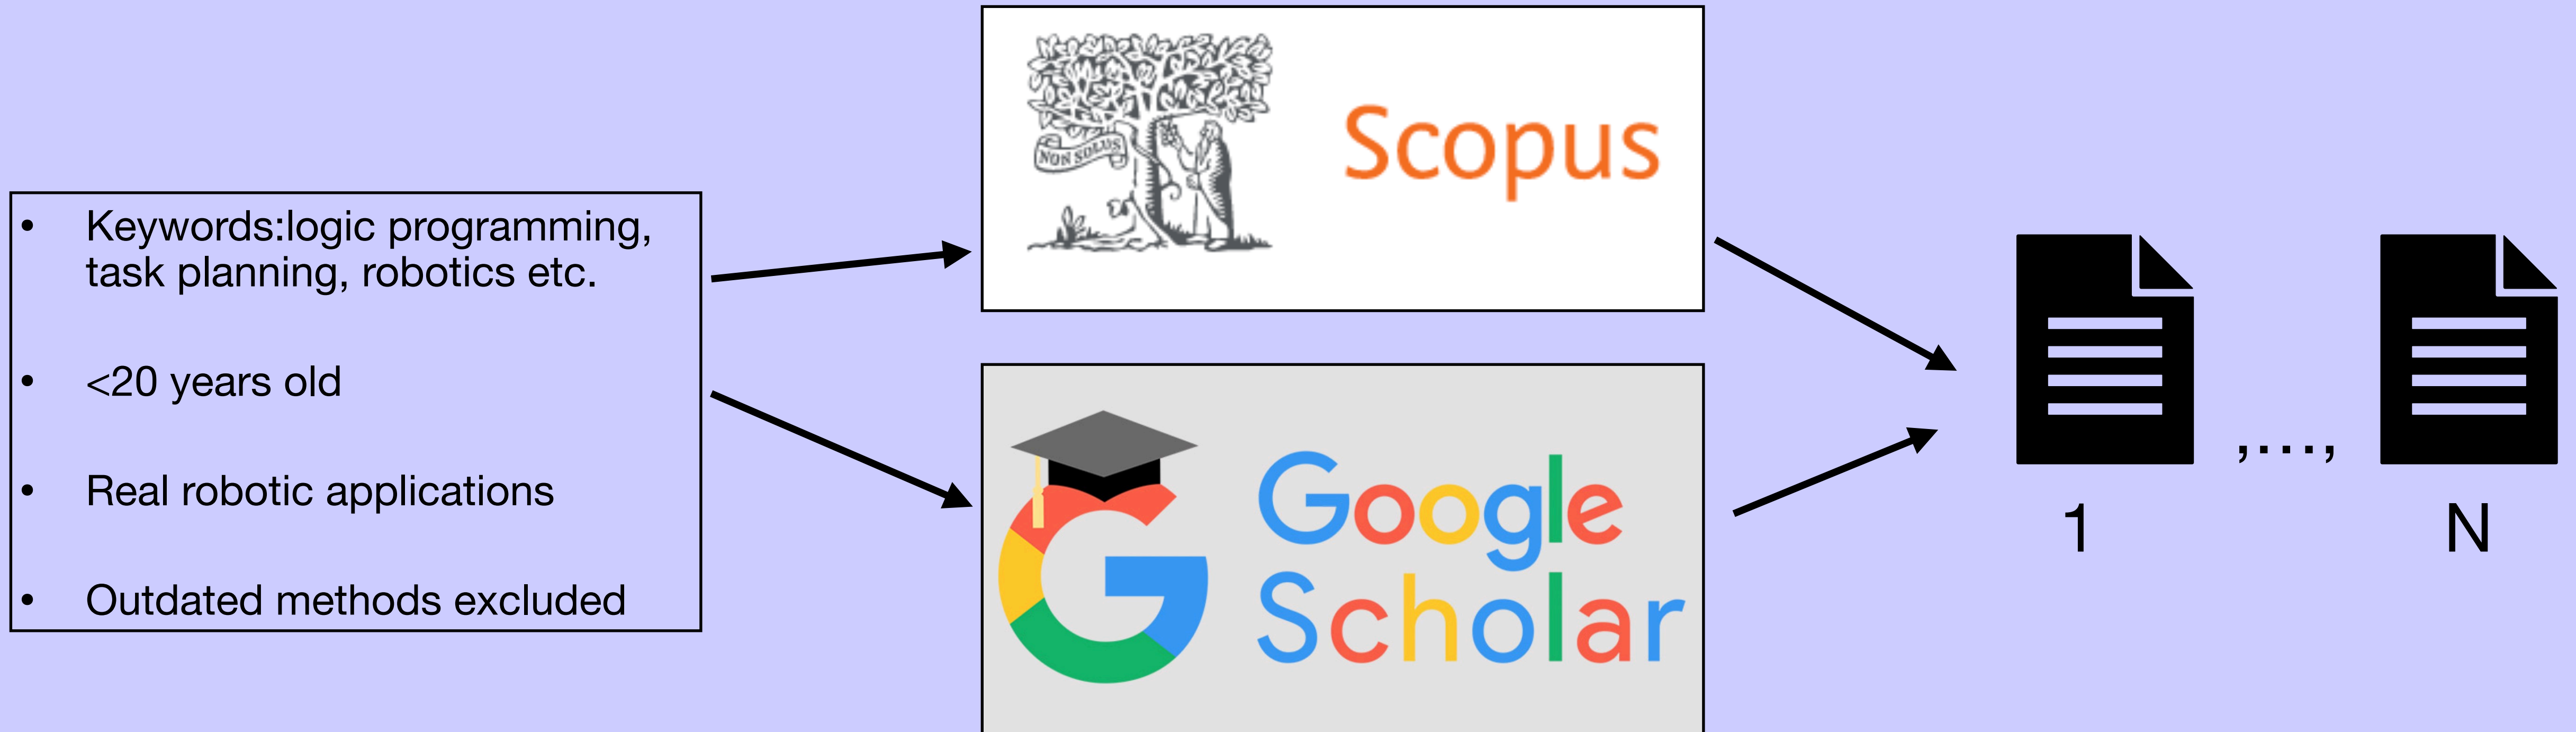 • Keywords:logic programming,
task planning, robotics etc.
• <20 years old
• Real robotic applications
• Outdated methods excluded
NON SOLUS
Scopus
Google
Scholar
,...,
1
N